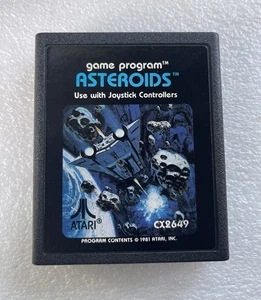 game program™
ASTEROIDS™
Use with Joystick Controllers
ATARI®
CX2649
PROGRAM CONTENTS © 1981 ATARI, INC.